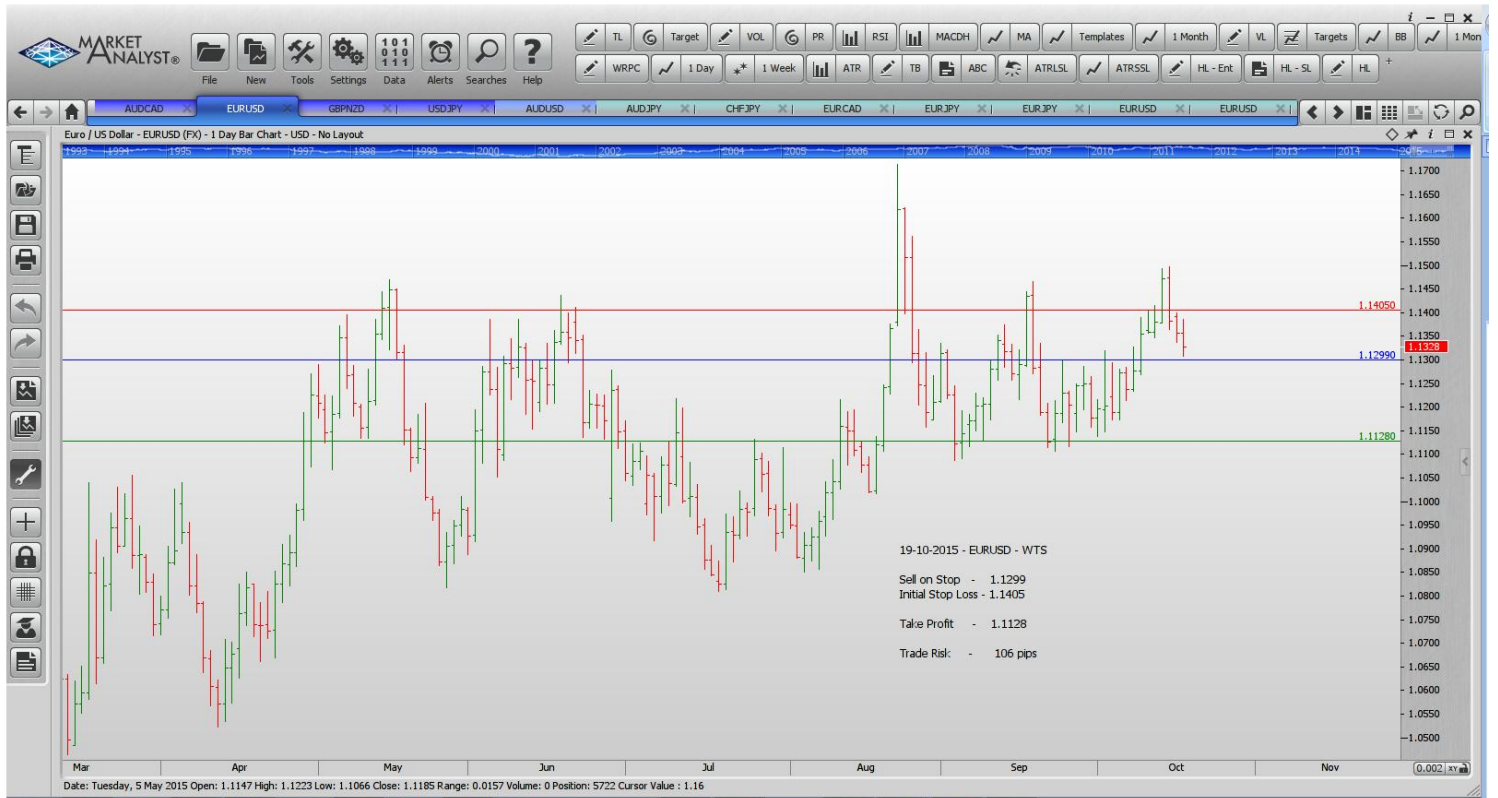 i
MARKET
ANALYST®
File New Tools Settings Data Alerts Searches Help
101
010
111
TL Target VOL PR RSI MACDH MA Templates 1 Month VL Targets BB 1 Mon
WRPC 1 Day 1 Week ATR TB ABC ATRLSL ATRSSL HL - Ent HL - SL HL +
AUDCAD EURUSD GBPNZD USDJPY AUDUSD AUDJPY CHFJPY EURCAD EURJPY EURJPY EURUSD EURUSD
Euro / US Dollar - EURUSD (FX) - 1 Day Bar Chart - USD - No Layout
i
1993 1994 1995 1996 1997 1998 1999 2000 2001 2002 2003 2004 2005 2006 2007 2008 2009 2010 2011 2012 2013 2014 2015
1.1700
1.1650
1.1600
1.1550
1.1500
1.1450
1.14050
1.1400
1.1350
1.1328
1.12990
1.1300
1.1250
1.1200
1.1150
1.11280
1.1100
1.1050
1.1000
1.0950
1.0900
1.0850
1.0800
1.0750
1.0700
1.0650
1.0600
1.0550
1.0500
19-10-2015 - EURUSD - WTS
Sell on Stop - 1.1299
Initial Stop Loss - 1.1405
Take Profit - 1.1128
Trade Risk - 106 pips
Mar Apr May Jun Jul Aug Sep Oct Nov
0.002 XY
Date: Tuesday, 5 May 2015 Open: 1.1147 High: 1.1223 Low: 1.1066 Close: 1.1185 Range: 0.0157 Volume: 0 Position: 5722 Cursor Value : 1.16